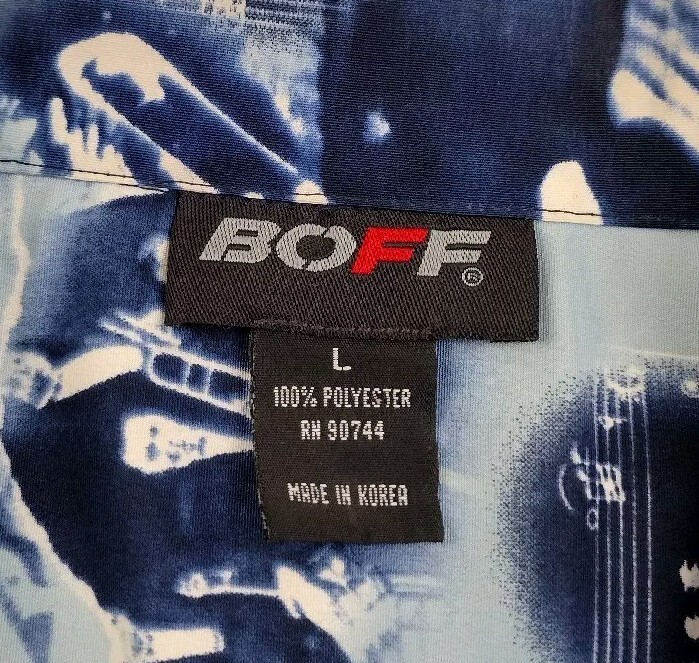 BOFF®
L
100% POLYESTER
RN 90744
MADE IN KOREA